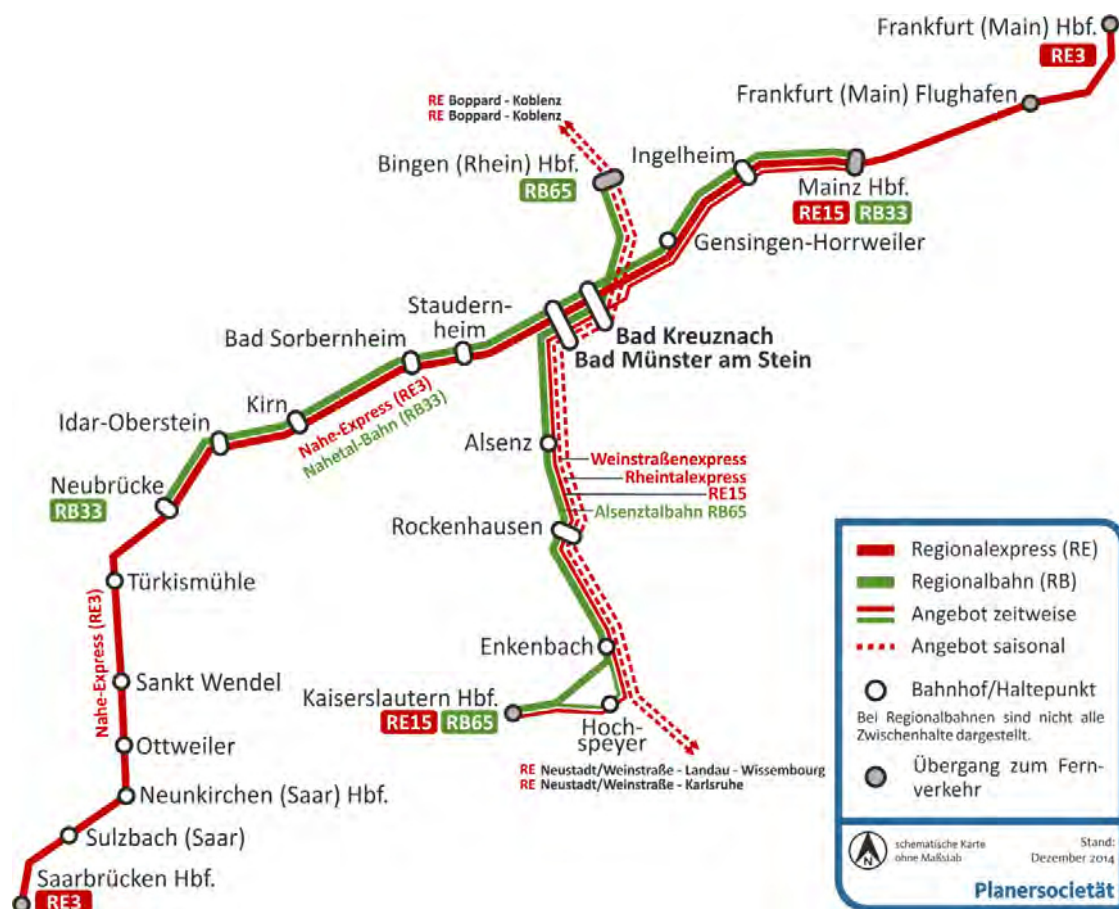 Frankfurt (Main) Hbf.
RE3
Frankfurt (Main) Flughafen
RE Boppard - Koblenz
RE Boppard - Koblenz
Bingen (Rhein) Hbf.
RB65
Ingelheim
Mainz Hbf.
RE15 RB33
Gensingen-Horrweiler
Staudern-
heim
Bad Sorbernheim
Bad Kreuznach
Bad Münster am Stein
Kirn
Idar-Oberstein
Nahe-Express (RE3)
Nahetal-Bahn (RB33)
Neubrücke
RB33
Alsenz
Weinstraßenexpress
Rheintalexpress
RE15
Alsenztalbahn RB65
Rockenhausen
Türkismühle
Nahe-Express (RE3)
Sankt Wendel
Ottweiler
Neunkirchen (Saar) Hbf.
Sulzbach (Saar)
Saarbrücken Hbf.
RE3
Enkenbach
Kaiserslautern Hbf.
RE15 RB65
Hoch-
speyer
RE Neustadt/Weinstraße - Landau - Wissembourg
RE Neustadt/Weinstraße - Karlsruhe
Regionalexpress (RE)
Regionalbahn (RB)
Angebot zeitweise
Angebot saisonal
Bahnhof/Haltepunkt
Bei Regionalbahnen sind nicht alle
Zwischenhalte dargestellt.
Übergang zum Fern-
verkehr
N
schematische Karte
ohne Maßstab
Stand:
Dezember 2014
Planersocietät